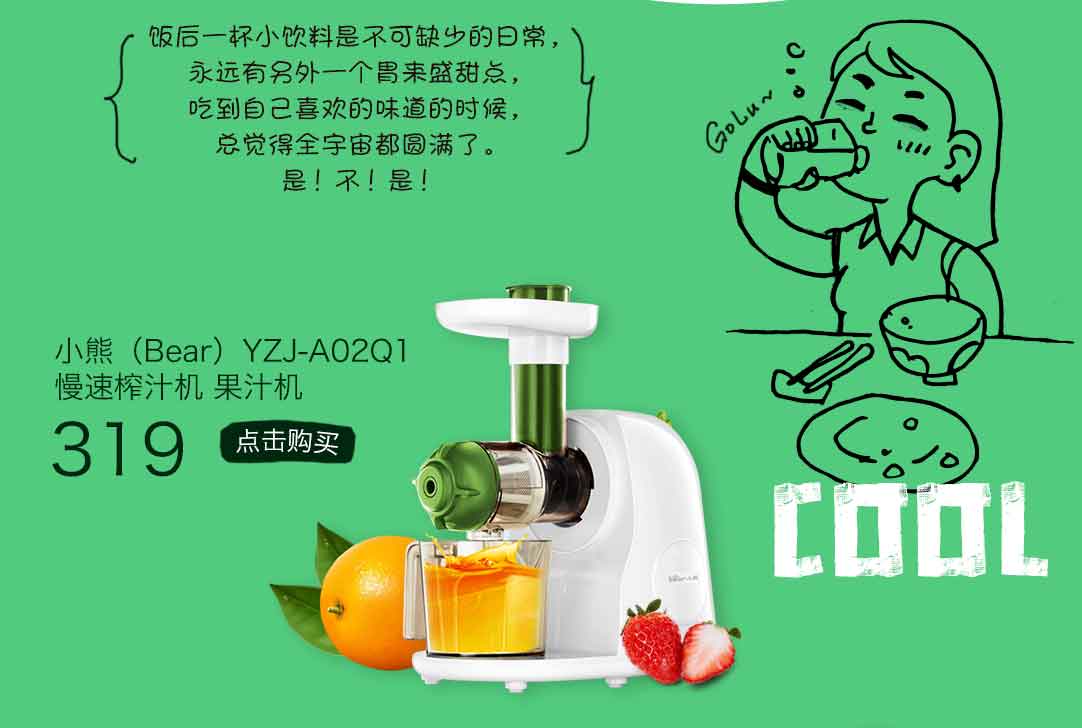 饭后一杯小饮料是不可缺少的日常，
永远有另外一个胃来盛甜点，
吃到自己喜欢的味道的时候，
总觉得全宇宙都圆满了。
是！不！是！
GoLu~
小熊（Bear）YZJ-A02Q1
慢速榨汁机 果汁机
319
点击购买
COOL